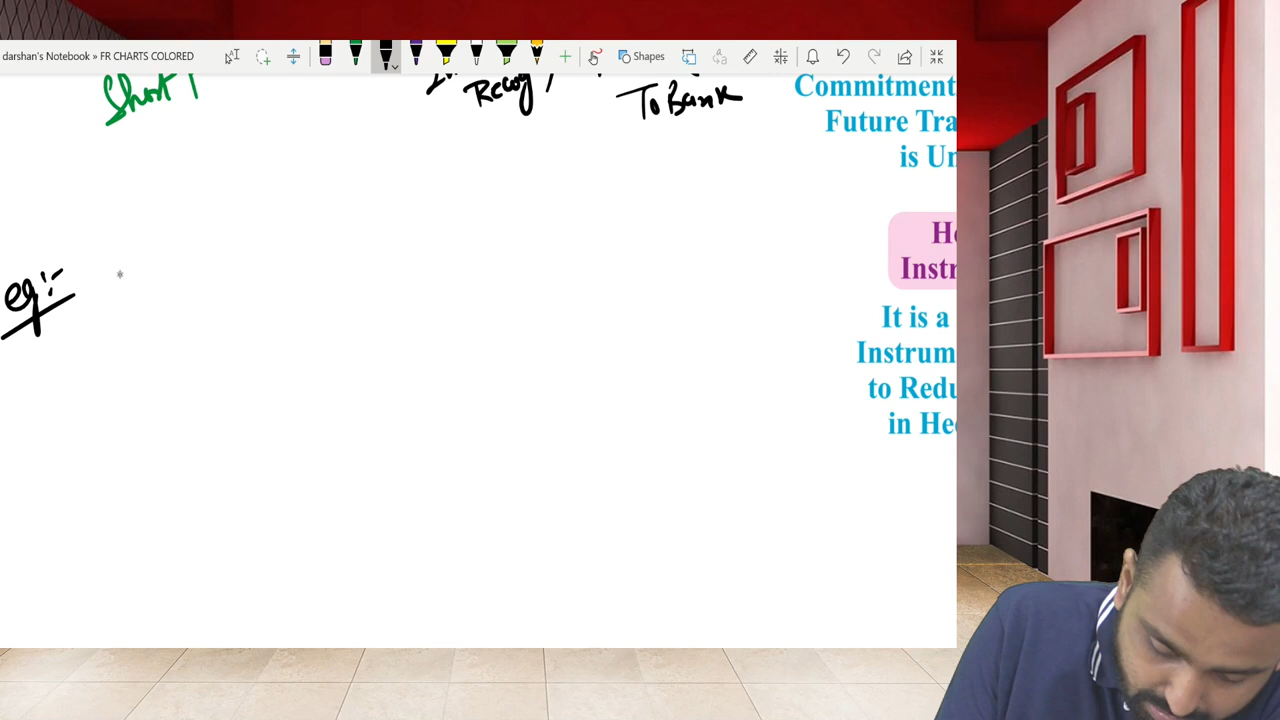 darshan's Notebook » FR CHARTS COLORED
Shapes
Short
Recog
To Bank
Commitment
Future Tra
is Un
He
Instr
It is a
Instrum
to Redu
in He
eg:-